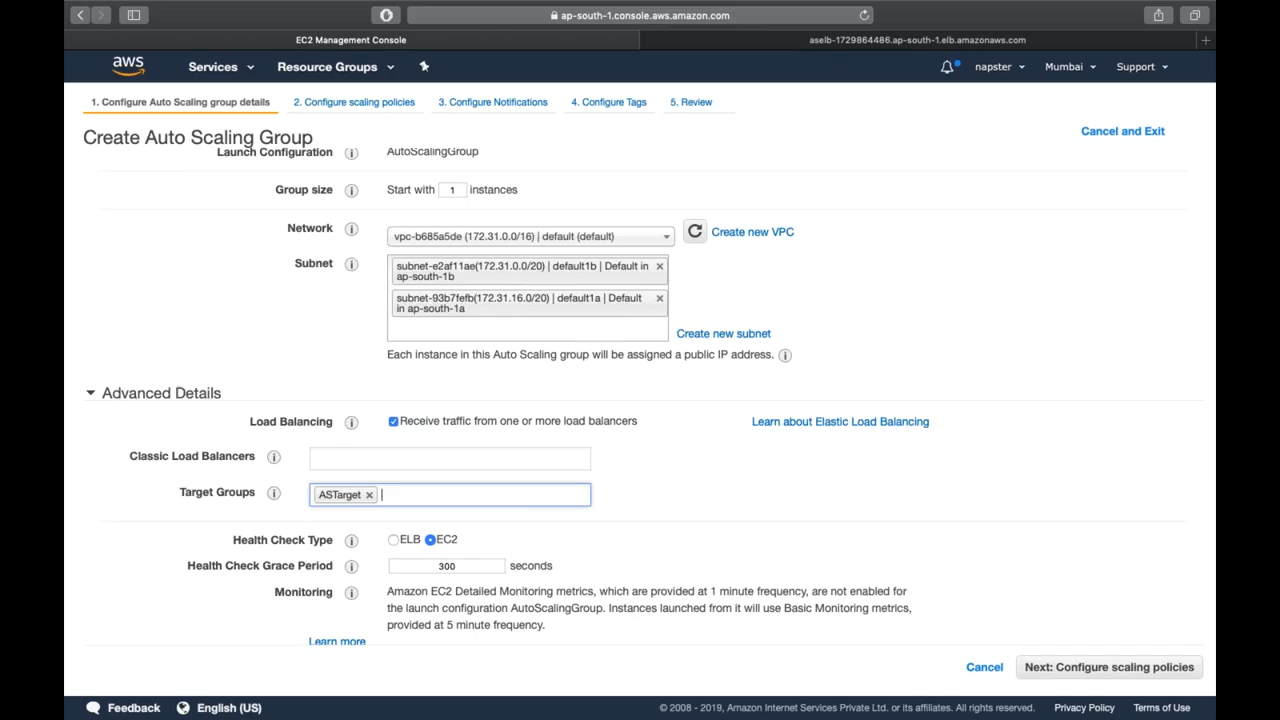 ap-south-1.console.aws.amazon.com
EC2 Management Console
aselb-1729864486.ap-south-1.elb.amazonaws.com
aws
Services
Resource Groups
napster
Mumbai
Support
1. Configure Auto Scaling group details
2. Configure scaling policies
3. Configure Notifications
4. Configure Tags
5. Review
Create Auto Scaling Group
Cancel and Exit
Launch Configuration
AutoScalingGroup
Group size
Start with 1 instances
Network
vpc-b685a5de (172.31.0.0/16) | default (default)
Create new VPC
Subnet
subnet-e2af11ae(172.31.0.0/20) | default1b | Default in
ap-south-1b
subnet-93b7fefb(172.31.16.0/20) | default1a | Default
in ap-south-1a
Create new subnet
Each instance in this Auto Scaling group will be assigned a public IP address.
Advanced Details
Load Balancing
Receive traffic from one or more load balancers
Learn about Elastic Load Balancing
Classic Load Balancers
Target Groups
ASTarget
Health Check Type
ELB EC2
Health Check Grace Period
300 seconds
Monitoring
Amazon EC2 Detailed Monitoring metrics, which are provided at 1 minute frequency, are not enabled for
the launch configuration AutoScalingGroup. Instances launched from it will use Basic Monitoring metrics,
provided at 5 minute frequency.
Learn more
Cancel
Next: Configure scaling policies
Feedback
English (US)
© 2008 - 2019, Amazon Internet Services Private Ltd. or its affiliates. All rights reserved.
Privacy Policy
Terms of Use